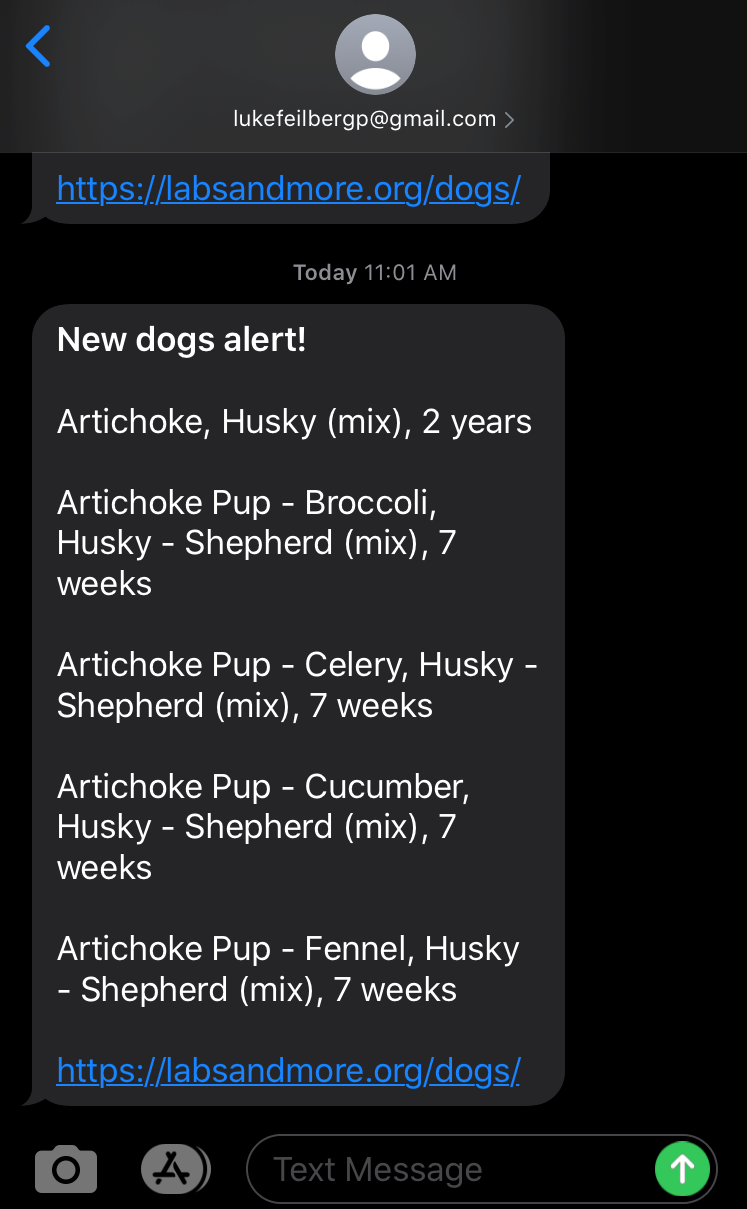 lukefeilbergp@gmail.com
https://labsandmore.org/dogs/
Today 11:01 AM
New dogs alert!
Artichoke, Husky (mix), 2 years
Artichoke Pup - Broccoli,
Husky - Shepherd (mix), 7
weeks
Artichoke Pup - Celery, Husky -
Shepherd (mix), 7 weeks
Artichoke Pup - Cucumber,
Husky - Shepherd (mix), 7
weeks
Artichoke Pup - Fennel, Husky
- Shepherd (mix), 7 weeks
https://labsandmore.org/dogs/
Text Message